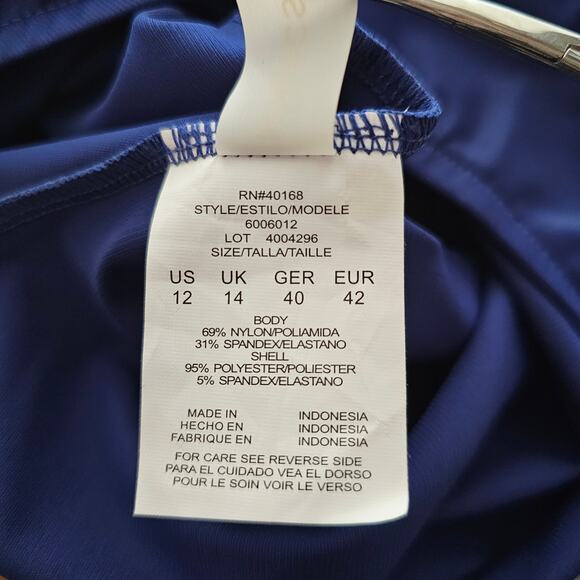 RN#40168
STYLE/ESTILO/MODELE
6006012
LOT 4004296
SIZE/TALLA/TAILLE
US UK GER EUR
12 14 40 42
BODY
69% NYLON/POLIAMIDA
31% SPANDEX/ELASTANO
SHELL
95% POLYESTER/POLIESTER
5% SPANDEX/ELASTANO
MADE IN INDONESIA
HECHO EN INDONESIA
FABRIQUE EN INDONESIA
FOR CARE SEE REVERSE SIDE
PARA EL CUIDADO VEA EL DORSO
POUR LE SOIN VOIR LE VERSO